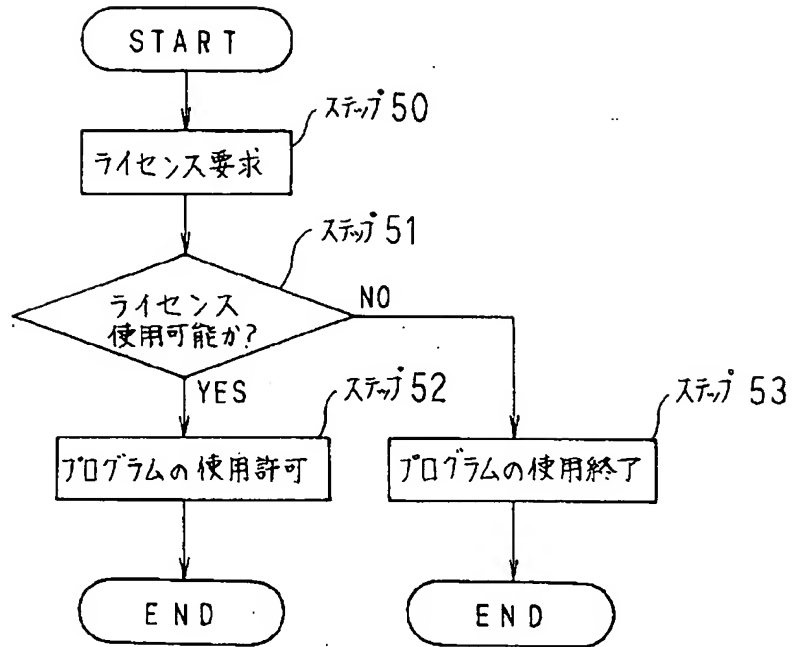 START
ステップ 50
ライセンス要求
ステップ 51
ライセンス
使用可能か?
NO
YES
ステップ 52
ステップ 53
プログラムの使用許可
プログラムの使用終了
END
END